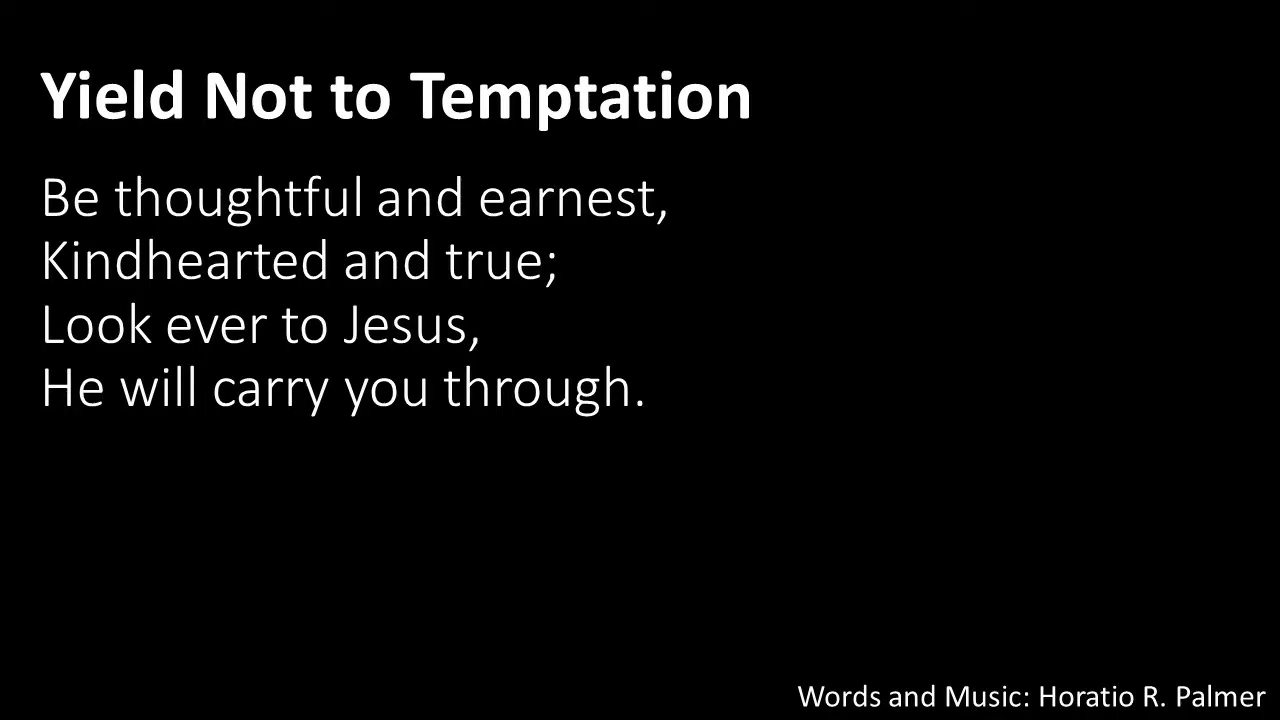 Yield Not to Temptation
Be thoughtful and earnest,
Kindhearted and true;
Look ever to Jesus,
He will carry you through.
Words and Music: Horatio R. Palmer